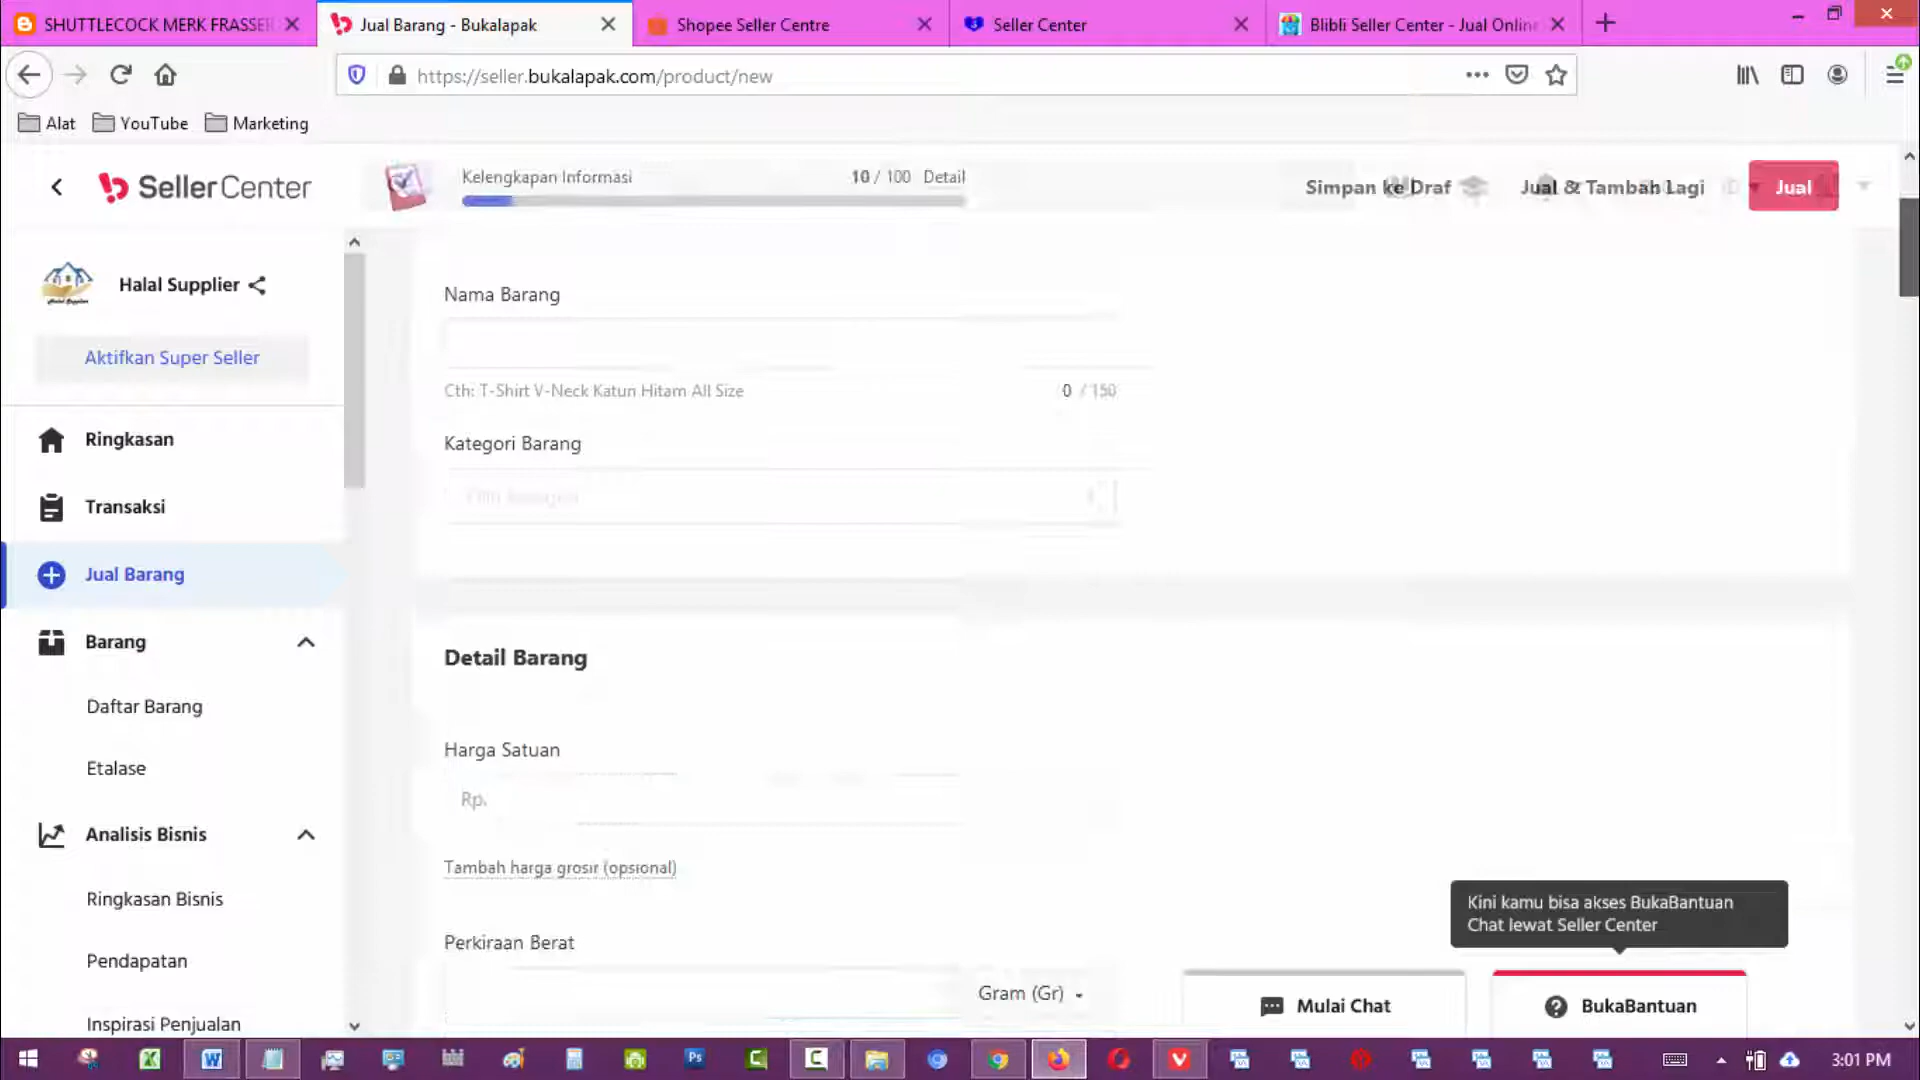 SHUTTLECOCK MERK FRASSER
Jual Barang - Bukalapak
Shopee Seller Centre
Seller Center
Blibli Seller Center - Jual Online
https://seller.bukalapak.com/product/new
Alat
YouTube
Marketing
SellerCenter
Kelengkapan Informasi
10 / 100
Detail
Simpan ke Draf
Jual & Tambah Lagi
Jual
Halal Supplier
Aktifkan Super Seller
Ringkasan
Transaksi
Jual Barang
Barang
Daftar Barang
Etalase
Analisis Bisnis
Ringkasan Bisnis
Pendapatan
Inspirasi Penjualan
Nama Barang
Cth: T-Shirt V-Neck Katun Hitam All Size
0 / 150
Kategori Barang
Detail Barang
Harga Satuan
Rp.
Tambah harga grosir (opsional)
Perkiraan Berat
Gram (Gr)
Kini kamu bisa akses BukaBantuan
Chat lewat Seller Center
Mulai Chat
BukaBantuan
3:01 PM